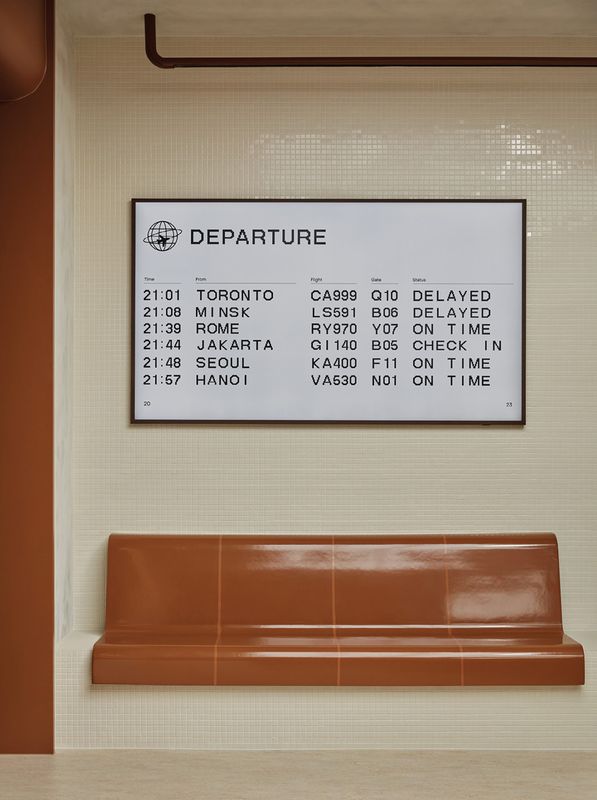 DEPARTURE
Time From Flight Gate Status
21:01 TORONTO CA999 Q10 DELAYED
21:08 MINSK LS591 B06 DELAYED
21:39 ROME RY970 Y07 ON TIME
21:44 JAKARTA GI140 B05 CHECK IN
21:48 SEOUL KA400 F11 ON TIME
21:57 HANOI VA530 N01 ON TIME
20 23